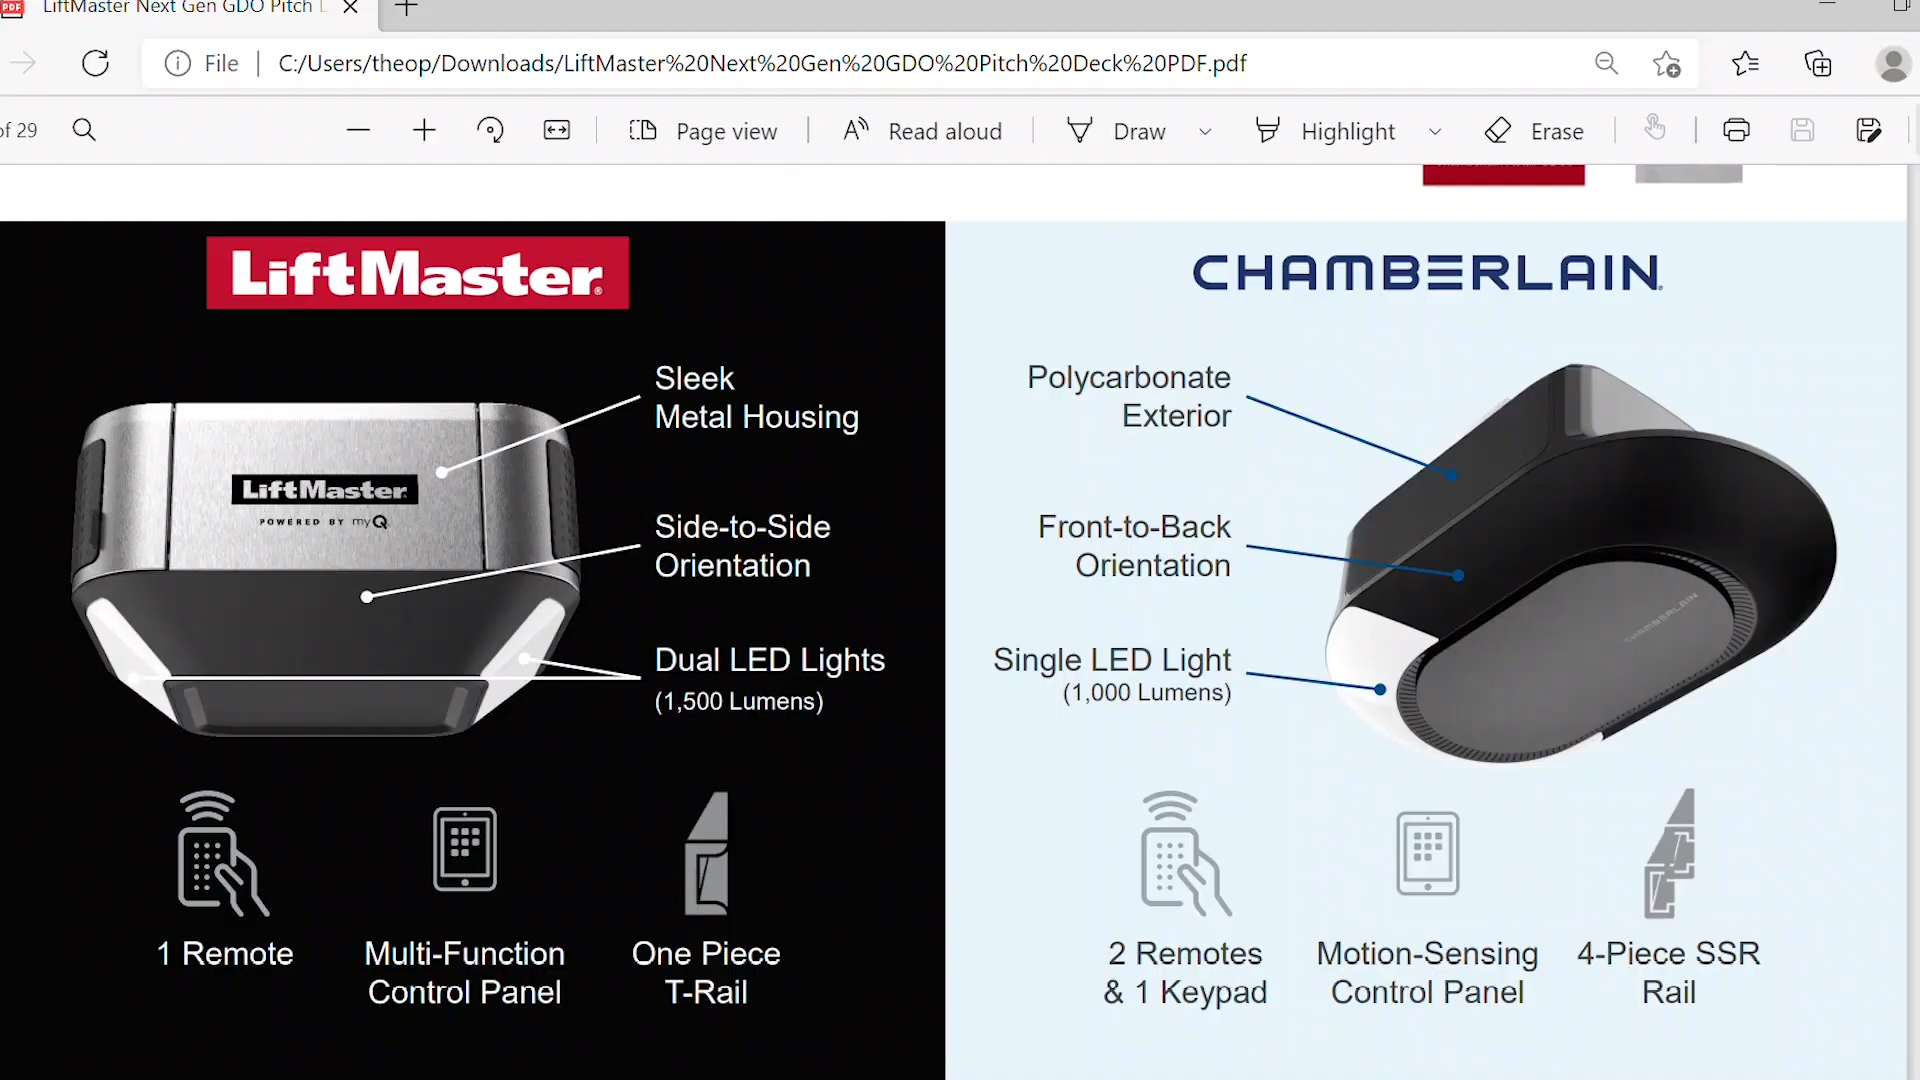 LiftMaster Next Gen GDO Pitch
File
C:/Users/theop/Downloads/LiftMaster%20Next%20Gen%20GDO%20Pitch%20Deck%20PDF.pdf
of 29
Page view
Read aloud
Draw
Highlight
Erase
LiftMaster®
Sleek
Metal Housing
LiftMaster
POWERED BY myQ
Side-to-Side
Orientation
Dual LED Lights
(1,500 Lumens)
1 Remote
Multi-Function
Control Panel
One Piece
T-Rail
CHAMBERLAIN®
Polycarbonate
Exterior
Front-to-Back
Orientation
CHAMBERLAIN
Single LED Light
(1,000 Lumens)
2 Remotes
& 1 Keypad
Motion-Sensing
Control Panel
4-Piece SSR
Rail